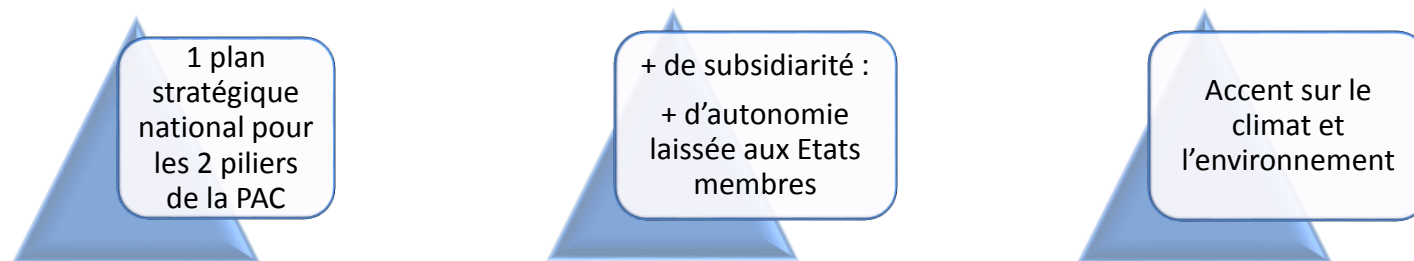 1 plan
stratégique
national pour
les 2 piliers
de la PAC
+ de subsidiarité :
+ d’autonomie
laissée aux Etats
membres
Accent sur le
climat et
l’environnement